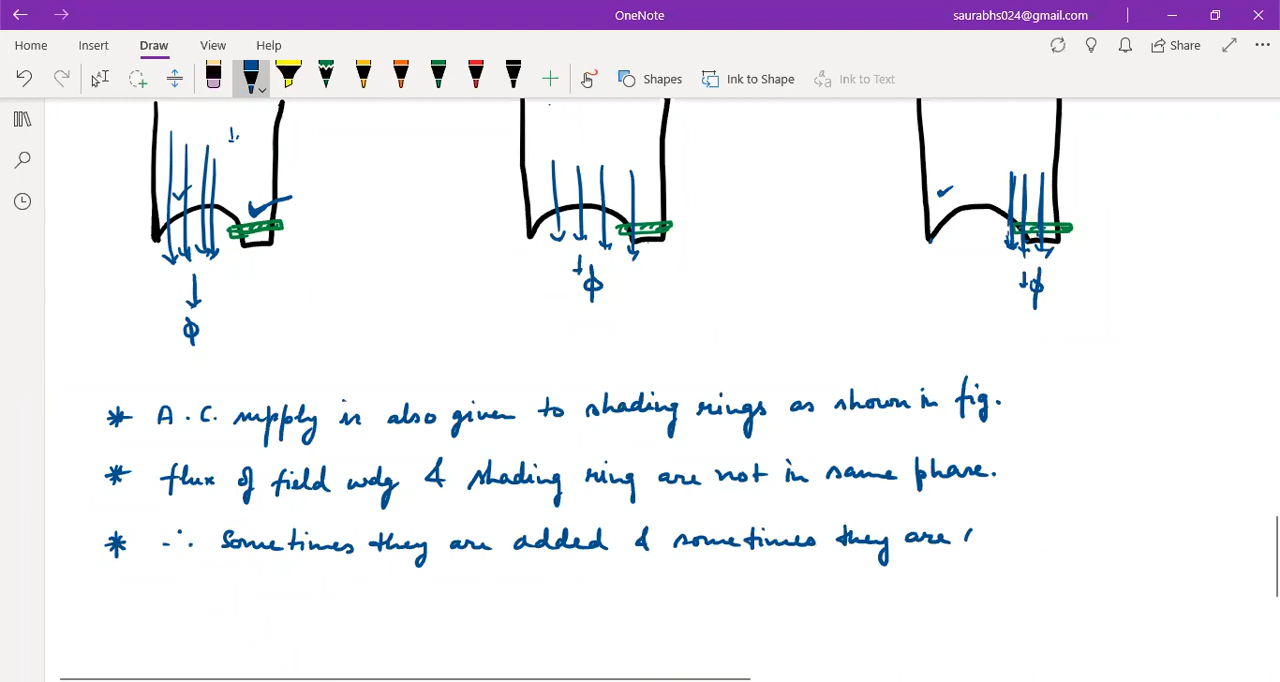 OneNote
saurabhs024@gmail.com
Home Insert Draw View Help
Share
Shapes Ink to Shape Ink to Text
ϕ ϕ ϕ
* A.C. supply is also given to shading rings as shown in fig.
* flux of field wdg & shading ring are not in same phase.
* ∴ Sometimes they are added & sometimes they are